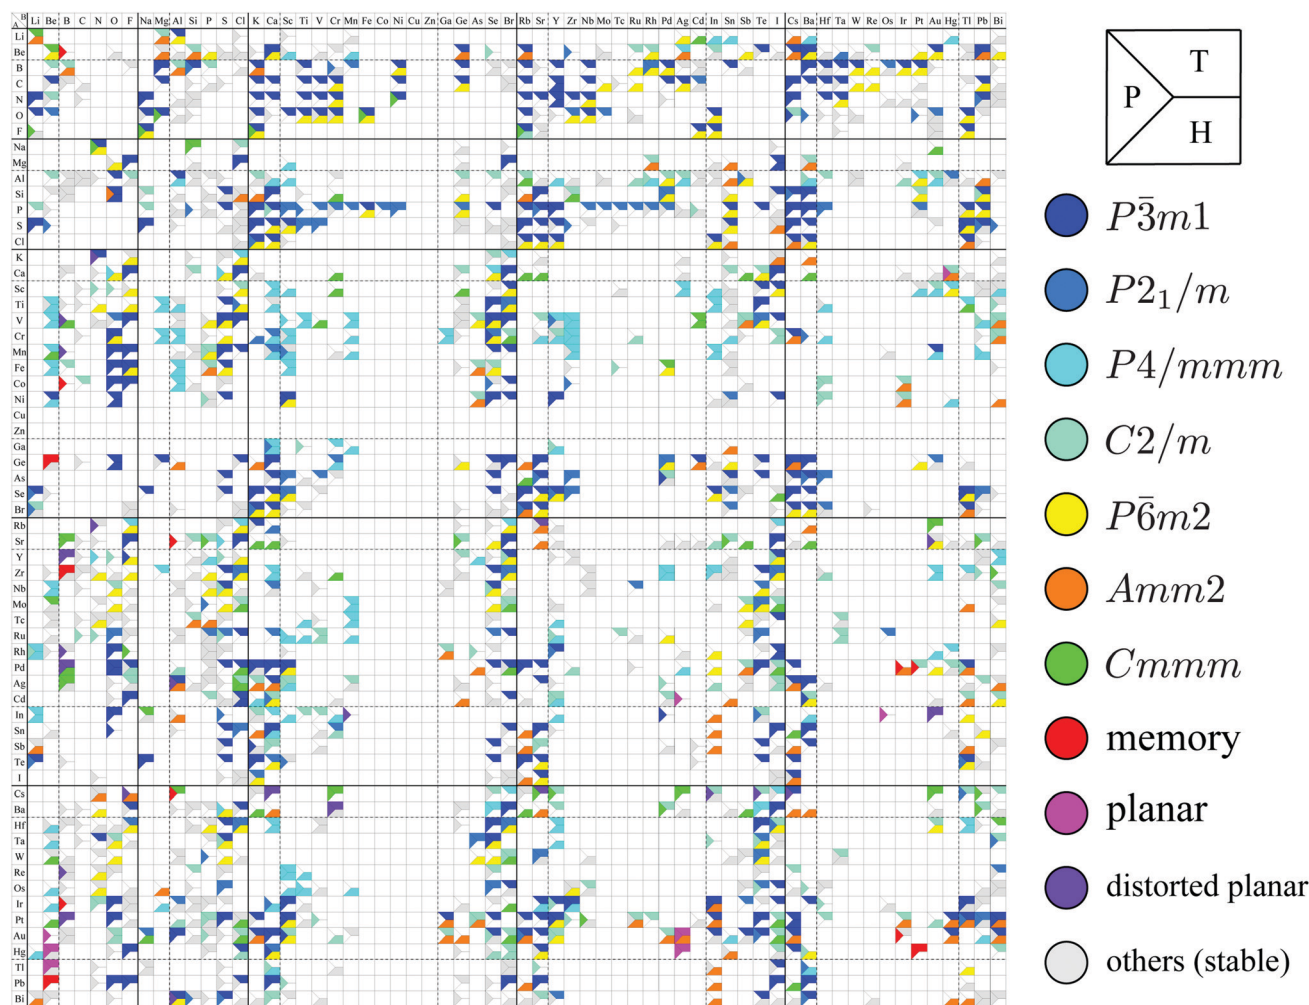 B
A
Li Be B C N O F Na Mg Al Si P S Cl K Ca Sc Ti V Cr Mn Fe Co Ni Cu Zn Ga Ge As Se Br Rb Sr Y Zr Nb Mo Tc Ru Rh Pd Ag Cd In Sn Sb Te I Cs Ba Hf Ta W Re Os Ir Pt Au Hg Tl Pb Bi
Li
Be
B
C
N
O
F
Na
Mg
Al
Si
P
S
Cl
K
Ca
Sc
Ti
V
Cr
Mn
Fe
Co
Ni
Cu
Zn
Ga
Ge
As
Se
Br
Rb
Sr
Y
Zr
Nb
Mo
Tc
Ru
Rh
Pd
Ag
Cd
In
Sn
Sb
Te
I
Cs
Ba
Hf
Ta
W
Re
Os
Ir
Pt
Au
Hg
Tl
Pb
Bi
T
P
H
P3̄m1
P2₁/m
P4/mmm
C2/m
P6̄m2
Amm2
Cmmm
memory
planar
distorted planar
others (stable)